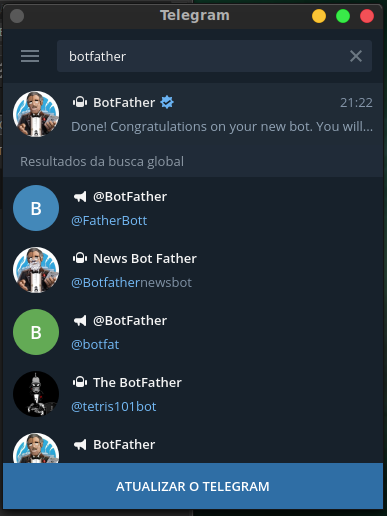 Telegram
botfather
BotFather
21:22
Done! Congratulations on your new bot. You will...
Resultados da busca global
B
@BotFather
@FatherBott
News Bot Father
@Botfathernewsbot
B
@BotFather
@botfat
The BotFather
@tetris101bot
BotFather
ATUALIZAR O TELEGRAM